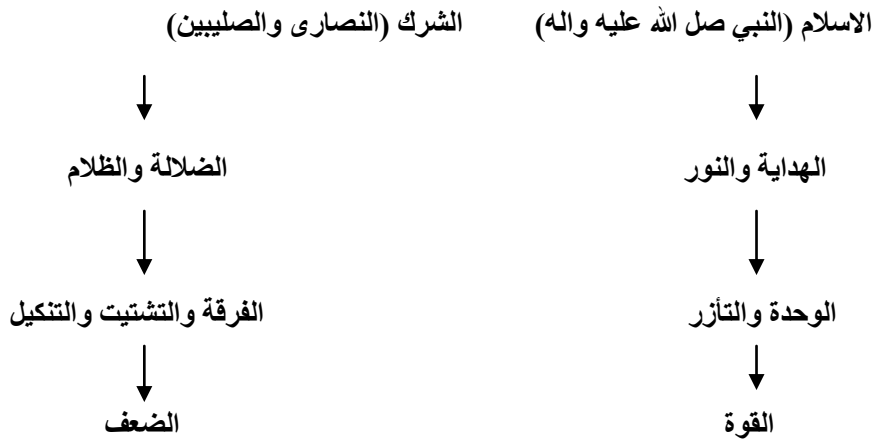 الاسلام (النبي صل الله عليه واله) الشرك (النصارى والصليبين)
الهداية والنور الضلالة والظلام
الوحدة والتأزر الفرقة والتشتيت والتنكيل
القوة الضعف